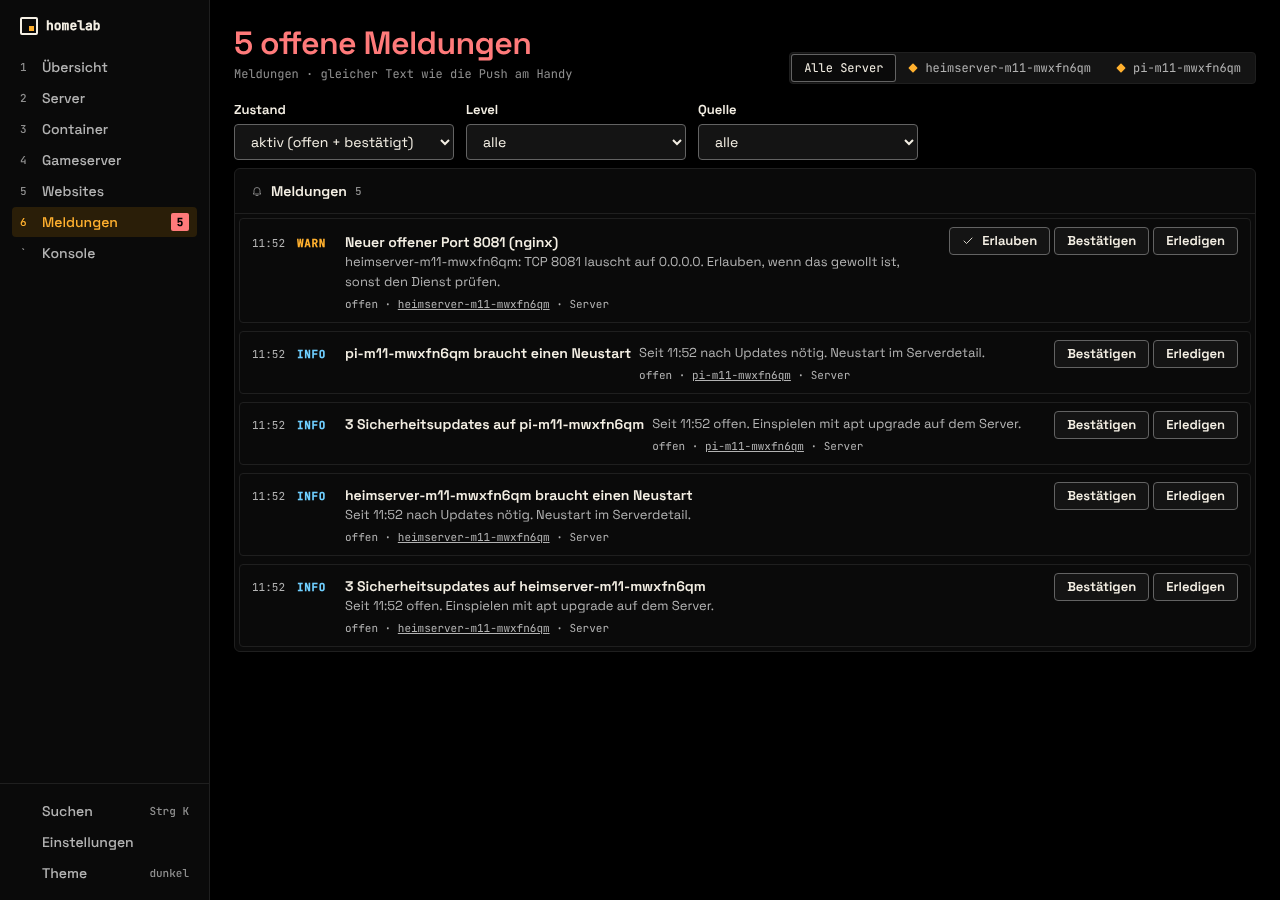 homelab
1 Übersicht
2 Server
3 Container
4 Gameserver
5 Websites
6 Meldungen 5
` Konsole
Suchen Strg K
Einstellungen
Theme dunkel
5 offene Meldungen
Meldungen · gleicher Text wie die Push am Handy
Alle Server heimserver-m11-mwxfn6qm pi-m11-mwxfn6qm
Zustand Level Quelle
aktiv (offen + bestätigt) alle alle
Meldungen 5
11:52 WARN Neuer offener Port 8081 (nginx) Erlauben Bestätigen Erledigen
heimserver-m11-mwxfn6qm: TCP 8081 lauscht auf 0.0.0.0. Erlauben, wenn das gewollt ist,
sonst den Dienst prüfen.
offen · heimserver-m11-mwxfn6qm · Server
11:52 INFO pi-m11-mwxfn6qm braucht einen Neustart Seit 11:52 nach Updates nötig. Neustart im Serverdetail. Bestätigen Erledigen
offen · pi-m11-mwxfn6qm · Server
11:52 INFO 3 Sicherheitsupdates auf pi-m11-mwxfn6qm Seit 11:52 offen. Einspielen mit apt upgrade auf dem Server. Bestätigen Erledigen
offen · pi-m11-mwxfn6qm · Server
11:52 INFO heimserver-m11-mwxfn6qm braucht einen Neustart Bestätigen Erledigen
Seit 11:52 nach Updates nötig. Neustart im Serverdetail.
offen · heimserver-m11-mwxfn6qm · Server
11:52 INFO 3 Sicherheitsupdates auf heimserver-m11-mwxfn6qm Bestätigen Erledigen
Seit 11:52 offen. Einspielen mit apt upgrade auf dem Server.
offen · heimserver-m11-mwxfn6qm · Server